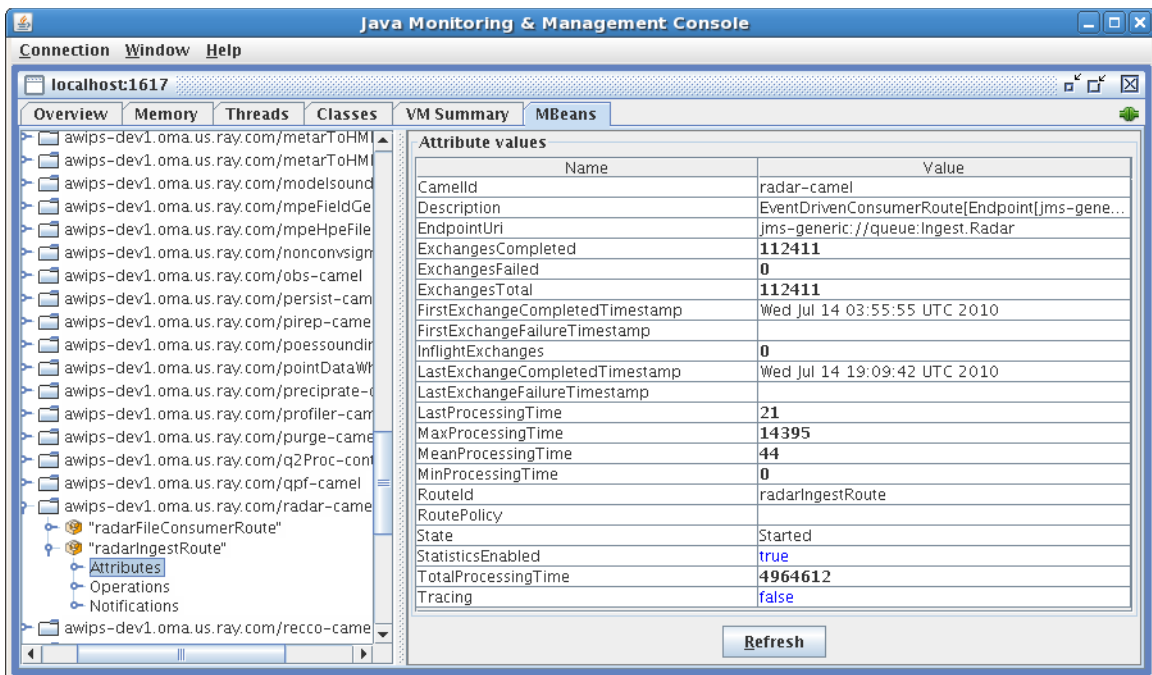 Java Monitoring & Management Console
Connection Window Help
localhost:1617
Overview Memory Threads Classes VM Summary MBeans
awips-dev1.oma.us.ray.com/metarToHMI
awips-dev1.oma.us.ray.com/metarToHMI
awips-dev1.oma.us.ray.com/modelsound
awips-dev1.oma.us.ray.com/mpeFieldGe
awips-dev1.oma.us.ray.com/mpeHpeFile
awips-dev1.oma.us.ray.com/nonconvsigm
awips-dev1.oma.us.ray.com/obs-camel
awips-dev1.oma.us.ray.com/persist-cam
awips-dev1.oma.us.ray.com/pirep-came
awips-dev1.oma.us.ray.com/poessoundin
awips-dev1.oma.us.ray.com/pointDataWh
awips-dev1.oma.us.ray.com/preciprate-c
awips-dev1.oma.us.ray.com/profiler-cam
awips-dev1.oma.us.ray.com/purge-came
awips-dev1.oma.us.ray.com/q2Proc-cont
awips-dev1.oma.us.ray.com/qpf-camel
awips-dev1.oma.us.ray.com/radar-came
"radarFileConsumerRoute"
"radarIngestRoute"
Attributes
Operations
Notifications
awips-dev1.oma.us.ray.com/recco-came
Attribute values
Name Value
CamelId radar-camel
Description EventDrivenConsumerRoute[Endpoint[jms-gene...
EndpointUri jms-generic://queue:Ingest.Radar
ExchangesCompleted 112411
ExchangesFailed 0
ExchangesTotal 112411
FirstExchangeCompletedTimestamp Wed Jul 14 03:55:55 UTC 2010
FirstExchangeFailureTimestamp
InflightExchanges 0
LastExchangeCompletedTimestamp Wed Jul 14 19:09:42 UTC 2010
LastExchangeFailureTimestamp
LastProcessingTime 21
MaxProcessingTime 14395
MeanProcessingTime 44
MinProcessingTime 0
RouteId radarIngestRoute
RoutePolicy
State Started
StatisticsEnabled true
TotalProcessingTime 4964612
Tracing false
Refresh